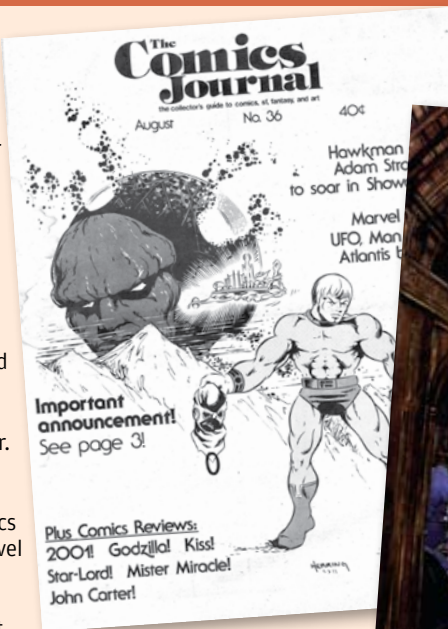 The
Comics
Journal
the collector's guide to comics, sf, fantasy, and art
August No. 36 40¢
Hawkman
Adam
to soar in
Marvel
UFO, Man
Atlantis
Important
announcement!
See page 3!
Plus Comics Reviews:
2001! Godzilla! Kiss!
Star-Lord! Mister Miracle!
John Carter!